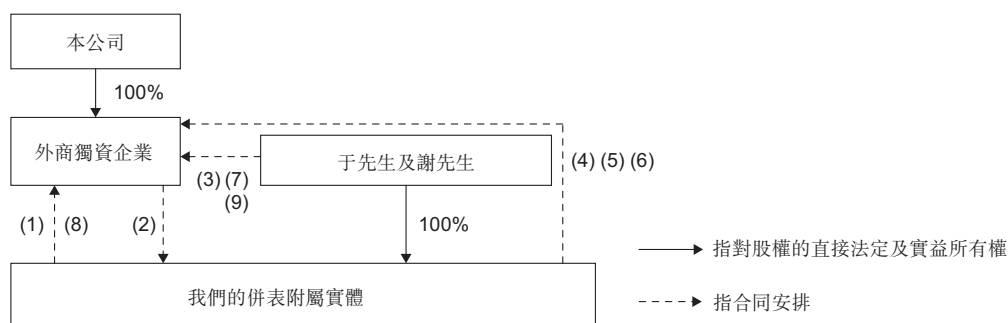 本公司
100%
外商獨資企業
于先生及謝先生
(4) (5) (6)
(3) (7)
(9)
(1) (8) (2)
100%
指對股權的直接法定及實益所有權
我們的併表附屬實體
指合同安排